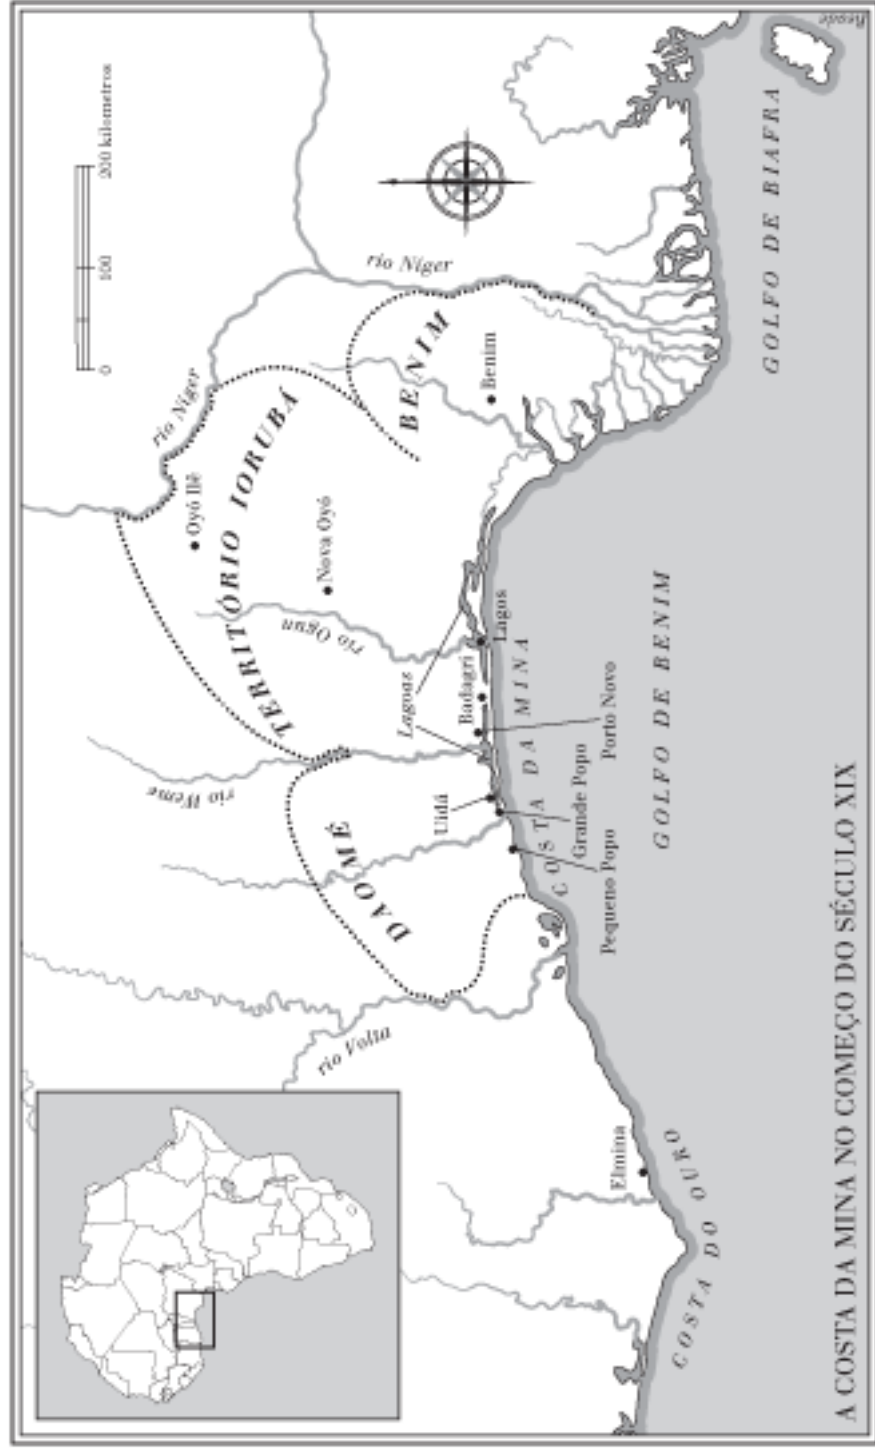 0
100
200 kilometros
rio Níger
rio Níger
Oyó Ilê
TERRITÓRIO IORUBÁ
BENIM
Benim
Nova Oyó
rio Ogun
rio Weme
Lagoas
DAOMÉ
Uidá
Badagri
Lagos
rio Volta
COSTA DA MINA
Porto Novo
Grande Popo
Pequeno Popo
Elmina
COSTA DO OURO
GOLFO DE BENIM
GOLFO DE BIAFRA
A COSTA DA MINA NO COMEÇO DO SÉCULO XIX